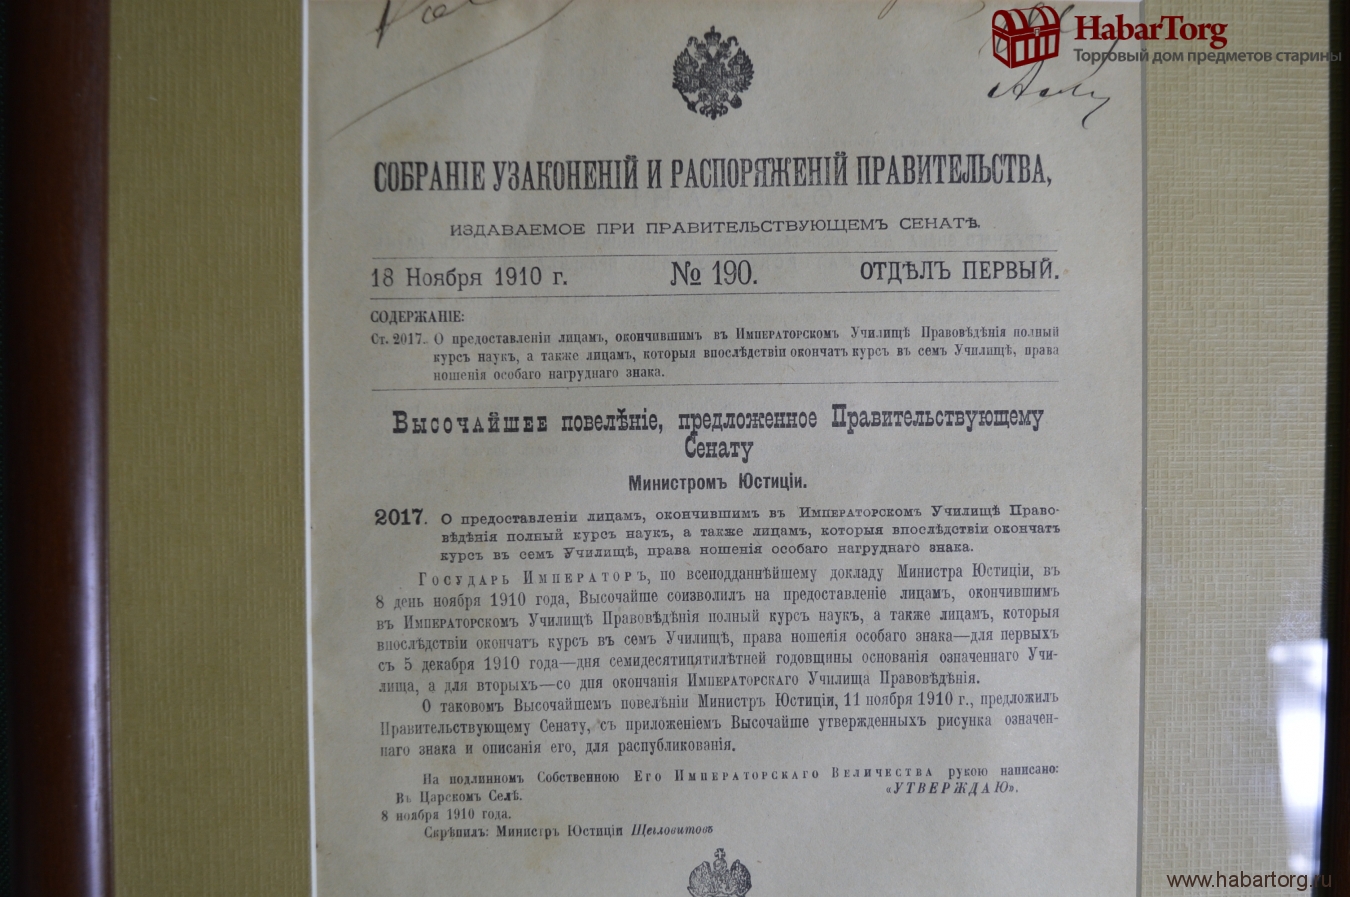 HabarTorg
Торговый дом предметов старины
СОБРАНІЕ УЗАКОНЕНІЙ И РАСПОРЯЖЕНІЙ ПРАВИТЕЛЬСТВА,
ИЗДАВАЕМОЕ ПРИ ПРАВИТЕЛЬСТВУЮЩЕМЪ СЕНАТѢ.
18 Ноября 1910 г. № 190. ОТДѢЛЪ ПЕРВЫЙ.
СОДЕРЖАНІЕ:
Ст. 2017. О предоставленіи лицамъ, окончившимъ въ Императорскомъ Училищѣ Правовѣдѣнія полный
курсъ наукъ, а также лицамъ, которыя впослѣдствіи окончатъ курсъ въ семъ Училищѣ, права
ношенія особаго нагруднаго знака.
Высочайшее повелѣніе, предложенное Правительствующему
Сенату
Министромъ Юстиціи.
2017. О предоставленіи лицамъ, окончившимъ въ Императорскомъ Училищѣ Право-
вѣдѣнія полный курсъ наукъ, а также лицамъ, которыя впослѣдствіи окончатъ
курсъ въ семъ Училищѣ, права ношенія особаго нагруднаго знака.
Государь Императоръ, по всеподданнѣйшему докладу Министра Юстиціи, въ
8 день ноября 1910 года, Высочайше соизволилъ на предоставленіе лицамъ, окончившимъ
въ Императорскомъ Училищѣ Правовѣдѣнія полный курсъ наукъ, а также лицамъ, которыя
впослѣдствіи окончатъ курсъ въ семъ Училищѣ, права ношенія особаго знака—для первыхъ
съ 5 декабря 1910 года—дня семидесятипятилѣтней годовщины основанія означеннаго Учи-
лища, а для вторыхъ—со дня окончанія Императорскаго Училища Правовѣдѣнія.
О таковомъ Высочайшемъ повелѣніи Министръ Юстиціи, 11 ноября 1910 г., предложилъ
Правительствующему Сенату, съ приложеніемъ Высочайше утвержденныхъ рисунка означен-
наго знака и описанія его, для распубликованія.
На подлинномъ Собственною Его Императорскаго Величества рукою написано:
«УТВЕРЖДАЮ».
Въ Царскомъ Селѣ.
8 ноября 1910 года.
Скрѣпилъ: Министръ Юстиціи Щегловитовъ
www.habartorg.ru